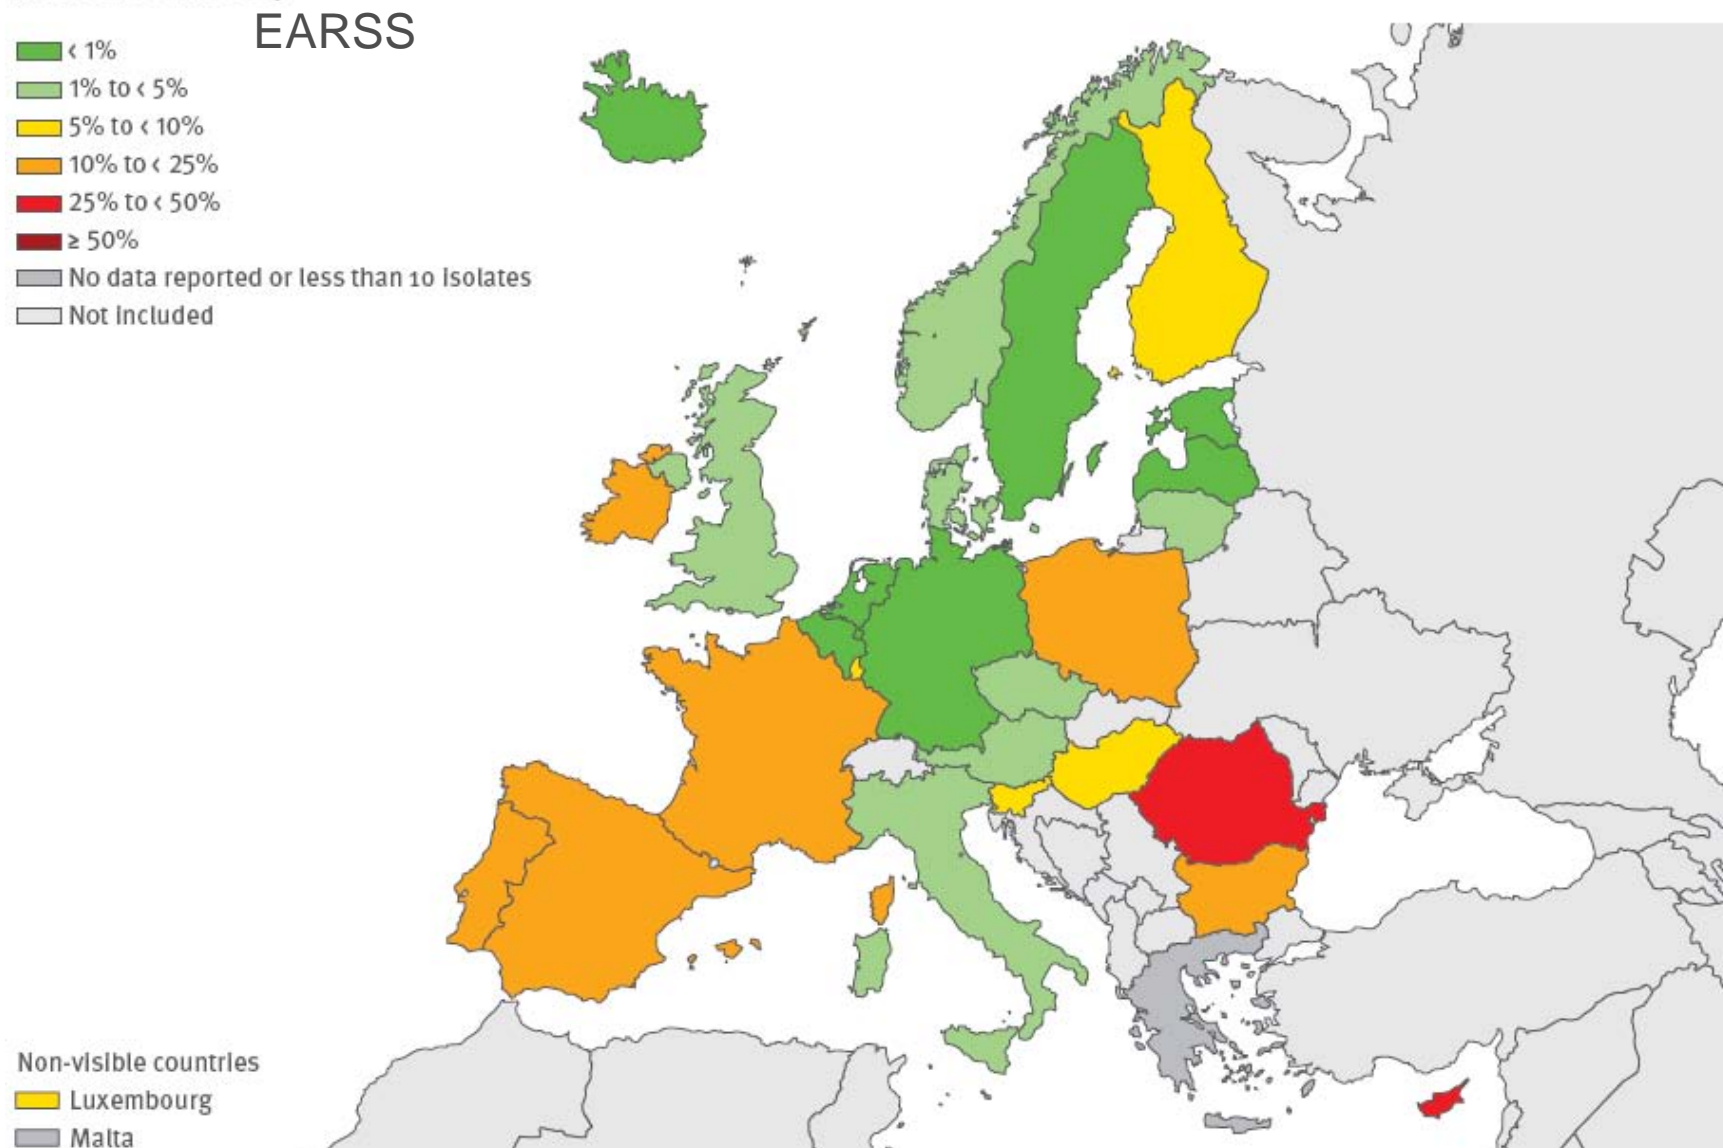 EARSS
< 1%
1% to < 5%
5% to < 10%
10% to < 25%
25% to < 50%
≥ 50%
No data reported or less than 10 isolates
Not included
Non-visible countries
Luxembourg
Malta